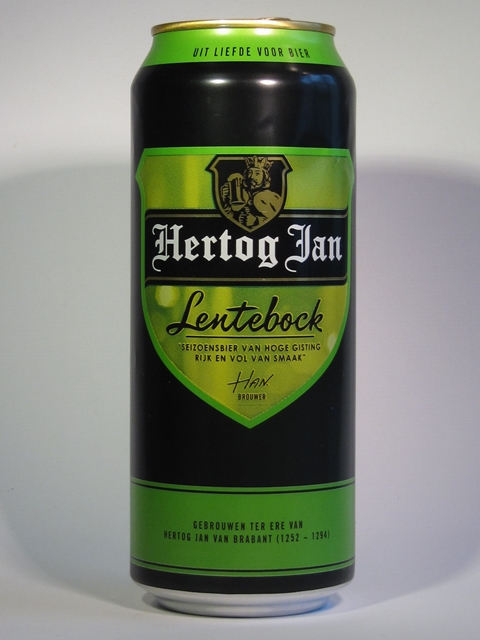 UIT LIEFDE VOOR BIER
Hertog Jan
Lentebock
"SEIZOENSBIER VAN HOGE GISTING
RIJK EN VOL VAN SMAAK"
HAN.
BROUWER
GEBROUWEN TER ERE VAN
HERTOG JAN VAN BRABANT (1252 - 1294)